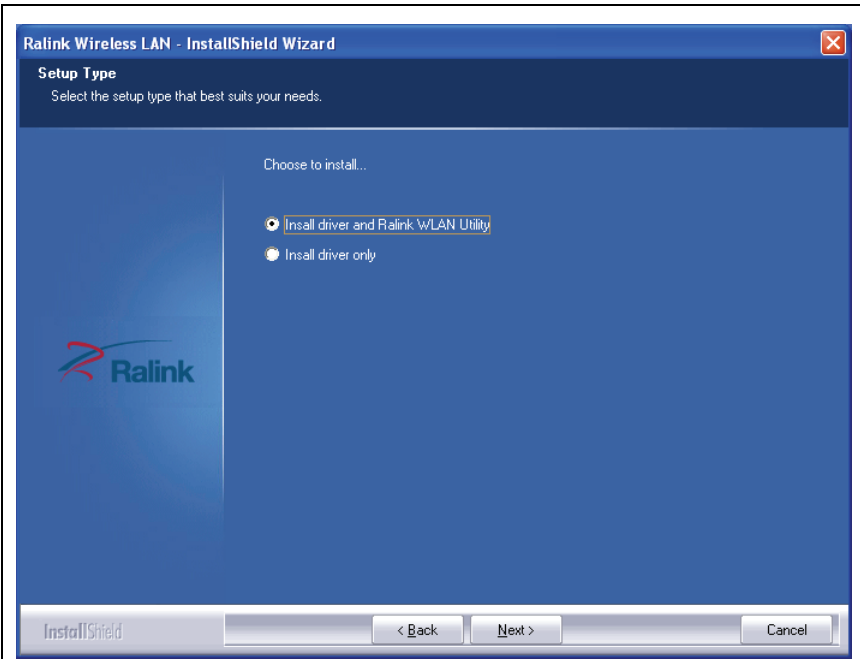 Ralink Wireless LAN - InstallShield Wizard
Setup Type
Select the setup type that best suits your needs.
Choose to install...
Insall driver and Ralink WLAN Utility
Insall driver only
Ralink
InstallShield
< Back
Next >
Cancel